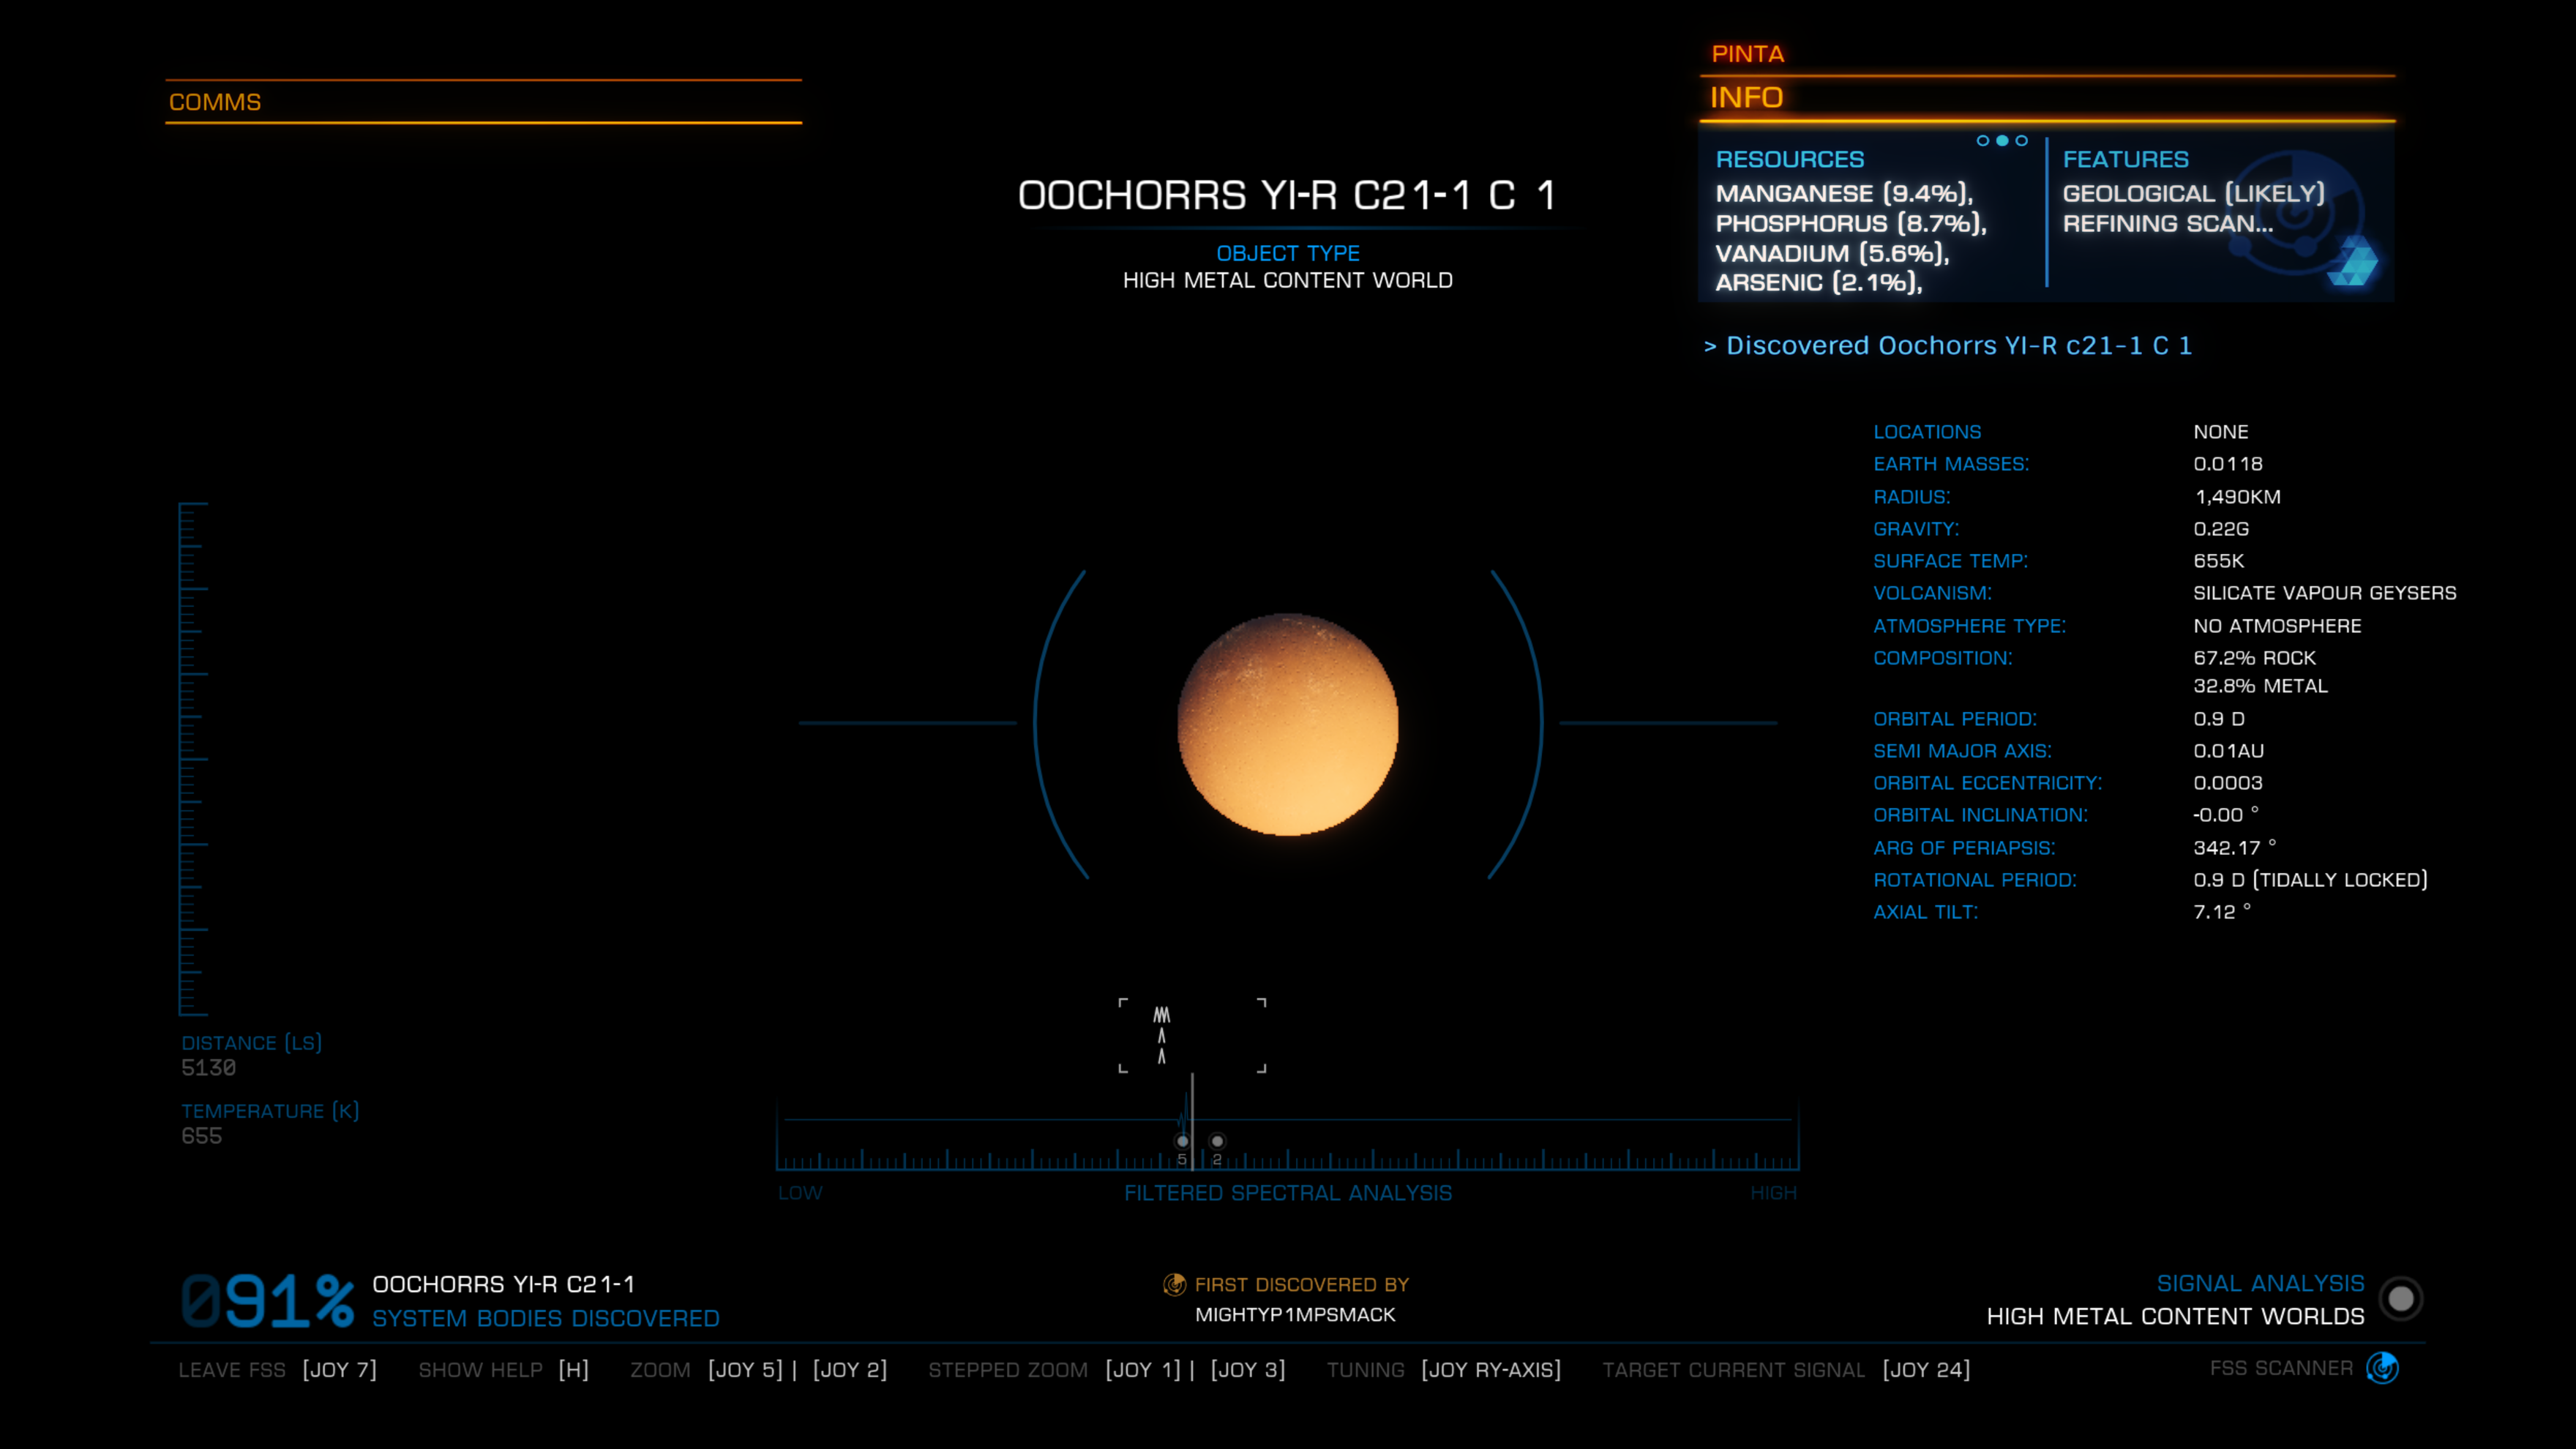 COMMS
PINTA
INFO
RESOURCES
MANGANESE (9.4%),
PHOSPHORUS (8.7%),
VANADIUM (5.6%),
ARSENIC (2.1%),
FEATURES
GEOLOGICAL (LIKELY)
REFINING SCAN...
> Discovered Oochorrs YI-R c21-1 C 1
OOCHORRS YI-R C21-1 C 1
OBJECT TYPE
HIGH METAL CONTENT WORLD
LOCATIONS NONE
EARTH MASSES: 0.0118
RADIUS: 1,490KM
GRAVITY: 0.22G
SURFACE TEMP: 655K
VOLCANISM: SILICATE VAPOUR GEYSERS
ATMOSPHERE TYPE: NO ATMOSPHERE
COMPOSITION: 67.2% ROCK
32.8% METAL
ORBITAL PERIOD: 0.9 D
SEMI MAJOR AXIS: 0.01AU
ORBITAL ECCENTRICITY: 0.0003
ORBITAL INCLINATION: -0.00 °
ARG OF PERIAPSIS: 342.17 °
ROTATIONAL PERIOD: 0.9 D (TIDALLY LOCKED)
AXIAL TILT: 7.12 °
DISTANCE (LS)
5130
TEMPERATURE (K)
655
5 2
LOW FILTERED SPECTRAL ANALYSIS HIGH
091% OOCHORRS YI-R C21-1
SYSTEM BODIES DISCOVERED
FIRST DISCOVERED BY
MIGHTYP1MPSMACK
SIGNAL ANALYSIS
HIGH METAL CONTENT WORLDS
LEAVE FSS [JOY 7] SHOW HELP [H] ZOOM [JOY 5] | [JOY 2] STEPPED ZOOM [JOY 1] | [JOY 3] TUNING [JOY RY-AXIS] TARGET CURRENT SIGNAL [JOY 24] FSS SCANNER